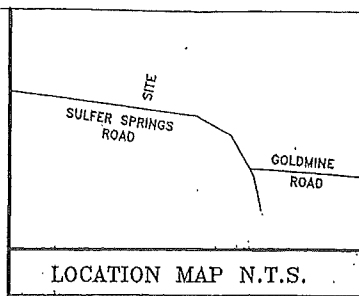 SITE
SULFER SPRINGS
ROAD
GOLDMINE
ROAD
LOCATION MAP N.T.S.